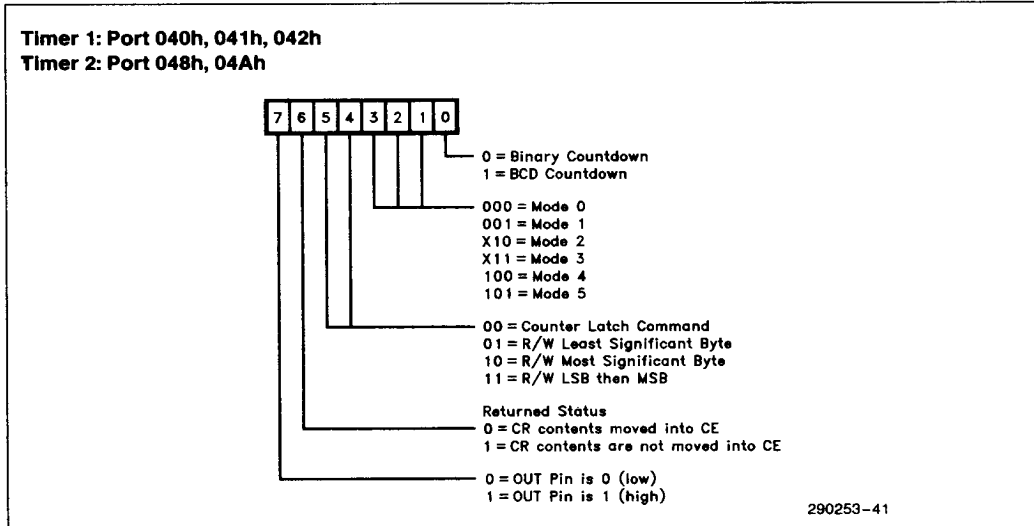 Timer 1: Port 040h, 041h, 042h
Timer 2: Port 048h, 04Ah
7 6 5 4 3 2 1 0
0 = Binary Countdown
1 = BCD Countdown
000 = Mode 0
001 = Mode 1
X10 = Mode 2
X11 = Mode 3
100 = Mode 4
101 = Mode 5
00 = Counter Latch Command
01 = R/W Least Significant Byte
10 = R/W Most Significant Byte
11 = R/W LSB then MSB
Returned Status
0 = CR contents moved into CE
1 = CR contents are not moved into CE
0 = OUT Pin is 0 (low)
1 = OUT Pin is 1 (high)
290253-41